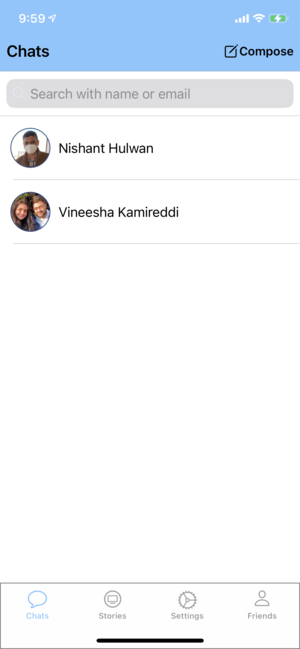 9:59
Chats
Compose
Search with name or email
Nishant Hulwan
Vineesha Kamireddi
Chats Stories Settings Friends